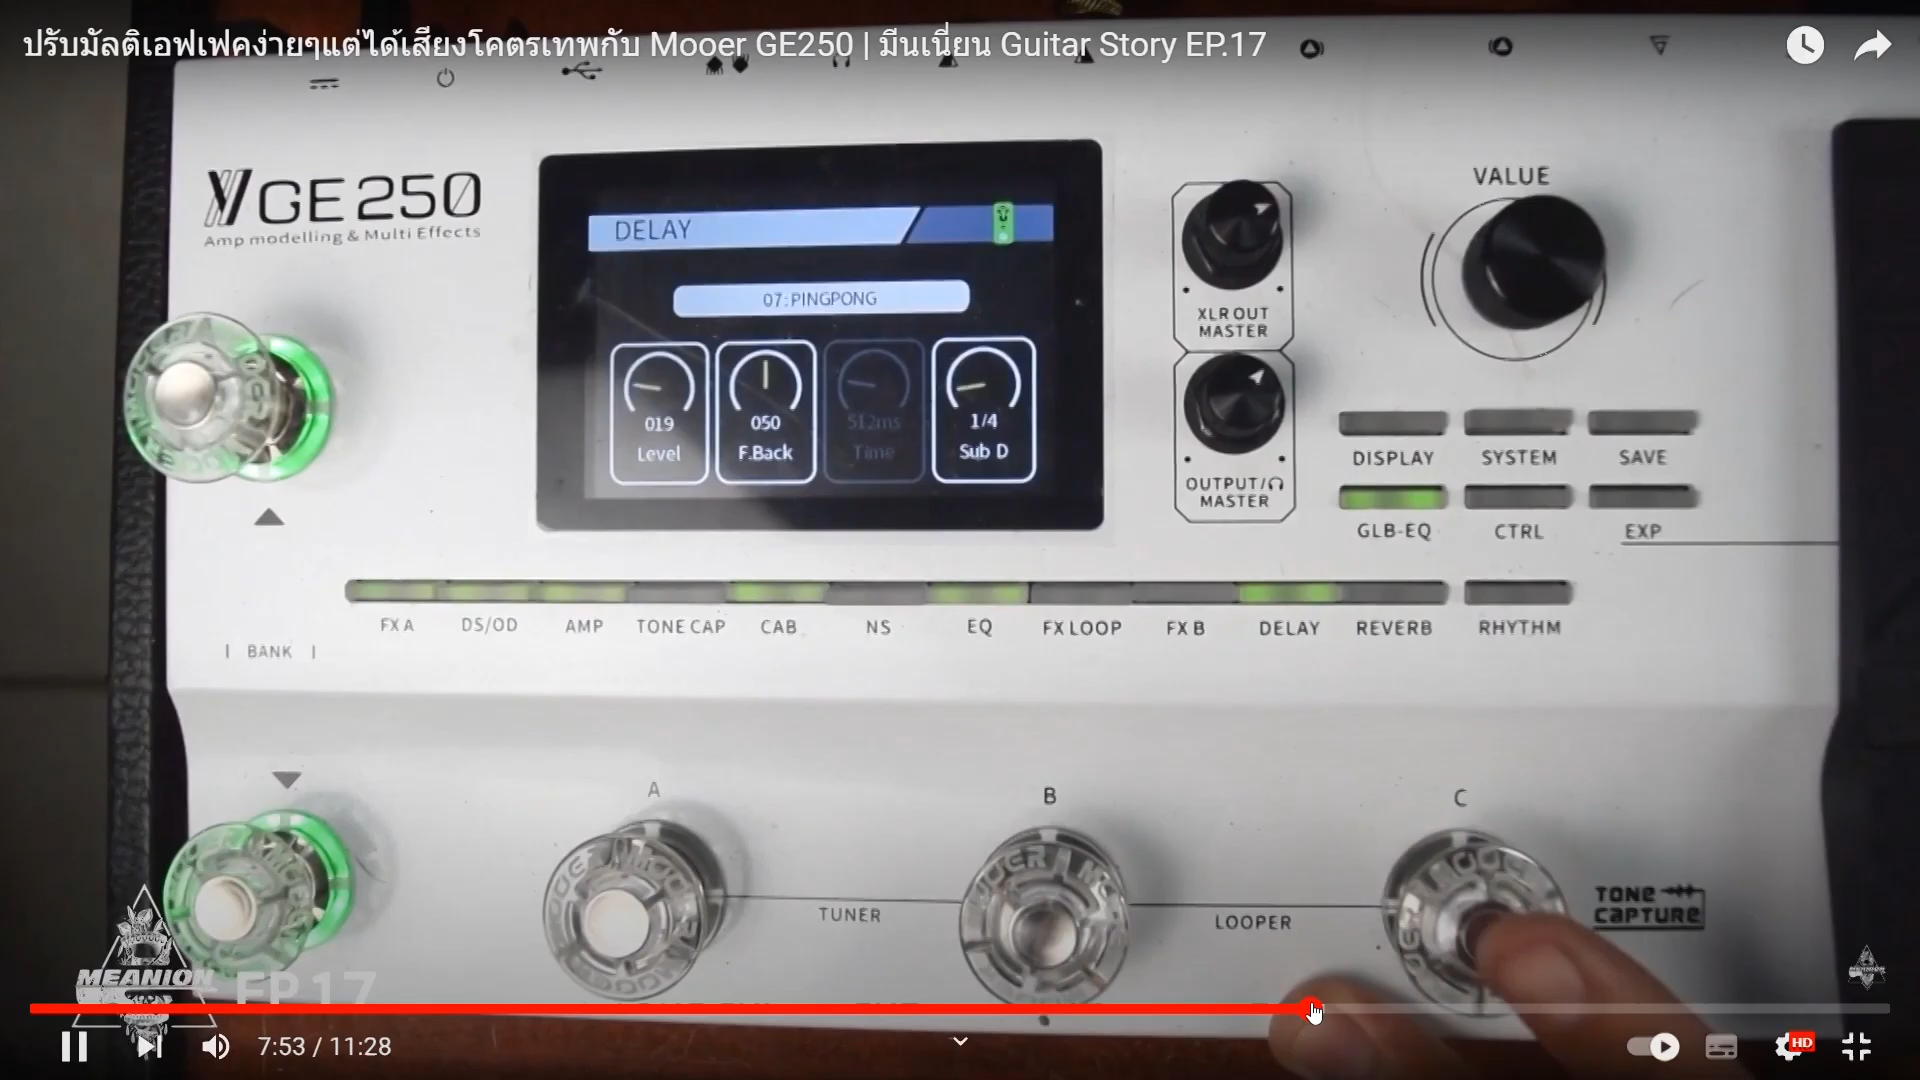 ปรับมัลติเอฟเฟคง่ายๆแต่ได้เสียงโคตรเทพกับ Mooer GE250 | มีนเนี่ยน Guitar Story EP.17
GE250
Amp modelling & Multi Effects
DELAY
07:PINGPONG
019
Level
050
F.Back
512ms
Time
1/4
Sub D
XLR OUT
MASTER
OUTPUT/
MASTER
VALUE
DISPLAY
SYSTEM
SAVE
GLB-EQ
CTRL
EXP
FX A
DS/OD
AMP
TONE CAP
CAB
NS
EQ
FX LOOP
FX B
DELAY
REVERB
RHYTHM
BANK
A
B
C
TUNER
LOOPER
TONE
CAPTURE
MEANION
EP.17
7:53 / 11:28
HD